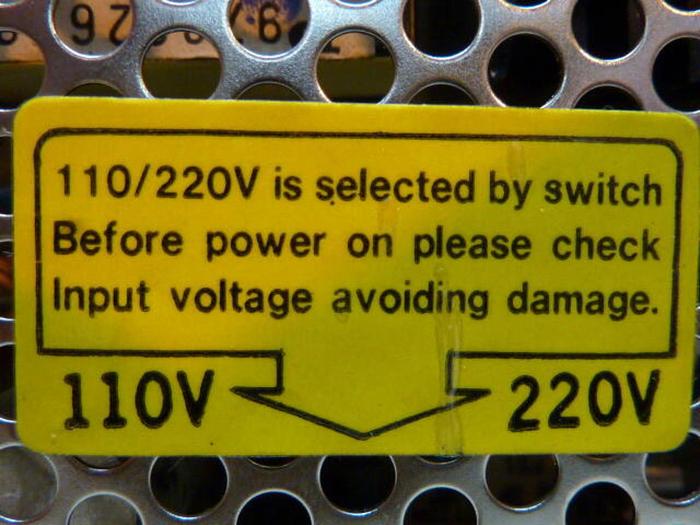 110/220V is selected by switch
Before power on please check
Input voltage avoiding damage.
110V 220V